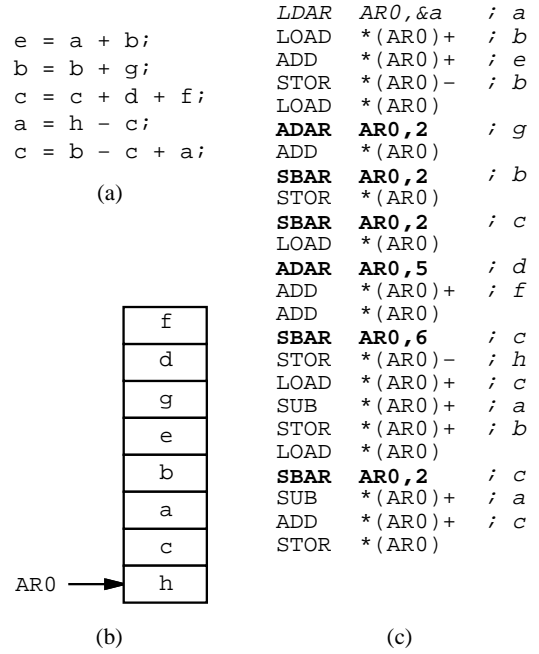 e = a + b;
b = b + g;
c = c + d + f;
a = h − c;
c = b − c + a;
(a)
f
d
g
e
b
a
c
h
AR0
(b)
LDAR AR0,&a ; a
LOAD *(AR0)+ ; b
ADD *(AR0)+ ; e
STOR *(AR0)− ; b
LOAD *(AR0)
ADAR AR0,2 ; g
ADD *(AR0)
SBAR AR0,2 ; b
STOR *(AR0)
SBAR AR0,2 ; c
LOAD *(AR0)
ADAR AR0,5 ; d
ADD *(AR0)+ ; f
ADD *(AR0)
SBAR AR0,6 ; c
STOR *(AR0)− ; h
LOAD *(AR0)+ ; c
SUB *(AR0)+ ; a
STOR *(AR0)+ ; b
LOAD *(AR0)
SBAR AR0,2 ; c
SUB *(AR0)+ ; a
ADD *(AR0)+ ; c
STOR *(AR0)
(c)